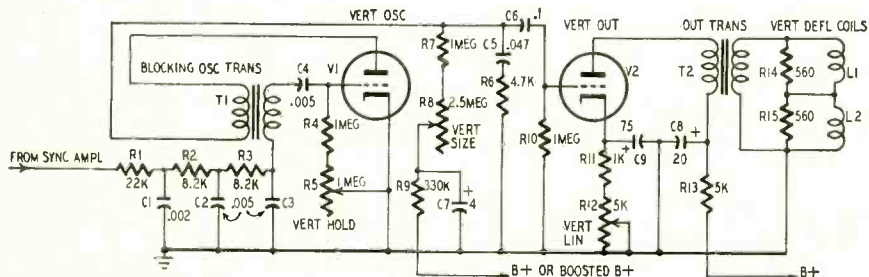 VERT OSC
C6 .1
VERT OUT
OUT TRANS
VERT DEFL COILS
R7
1MEG
C5
.047
BLOCKING OSC TRANS
C4
V1
.005
T1
R6
4.7K
V2
T2
R14
560
L1
R8
2.5MEG
VERT
SIZE
R4
1MEG
R10
1MEG
75
C9
C8
+
20
R15
560
L2
FROM SYNC AMPL
R1
22K
R2
8.2K
R3
8.2K
R5
1 MEG
R9
330K
+
C7
4
R11
1K
+
R13
5K
C1
.002
C2
.005
C3
VERT HOLD
R12
5K
VERT
LIN
B+ OR BOOSTED B+
B+